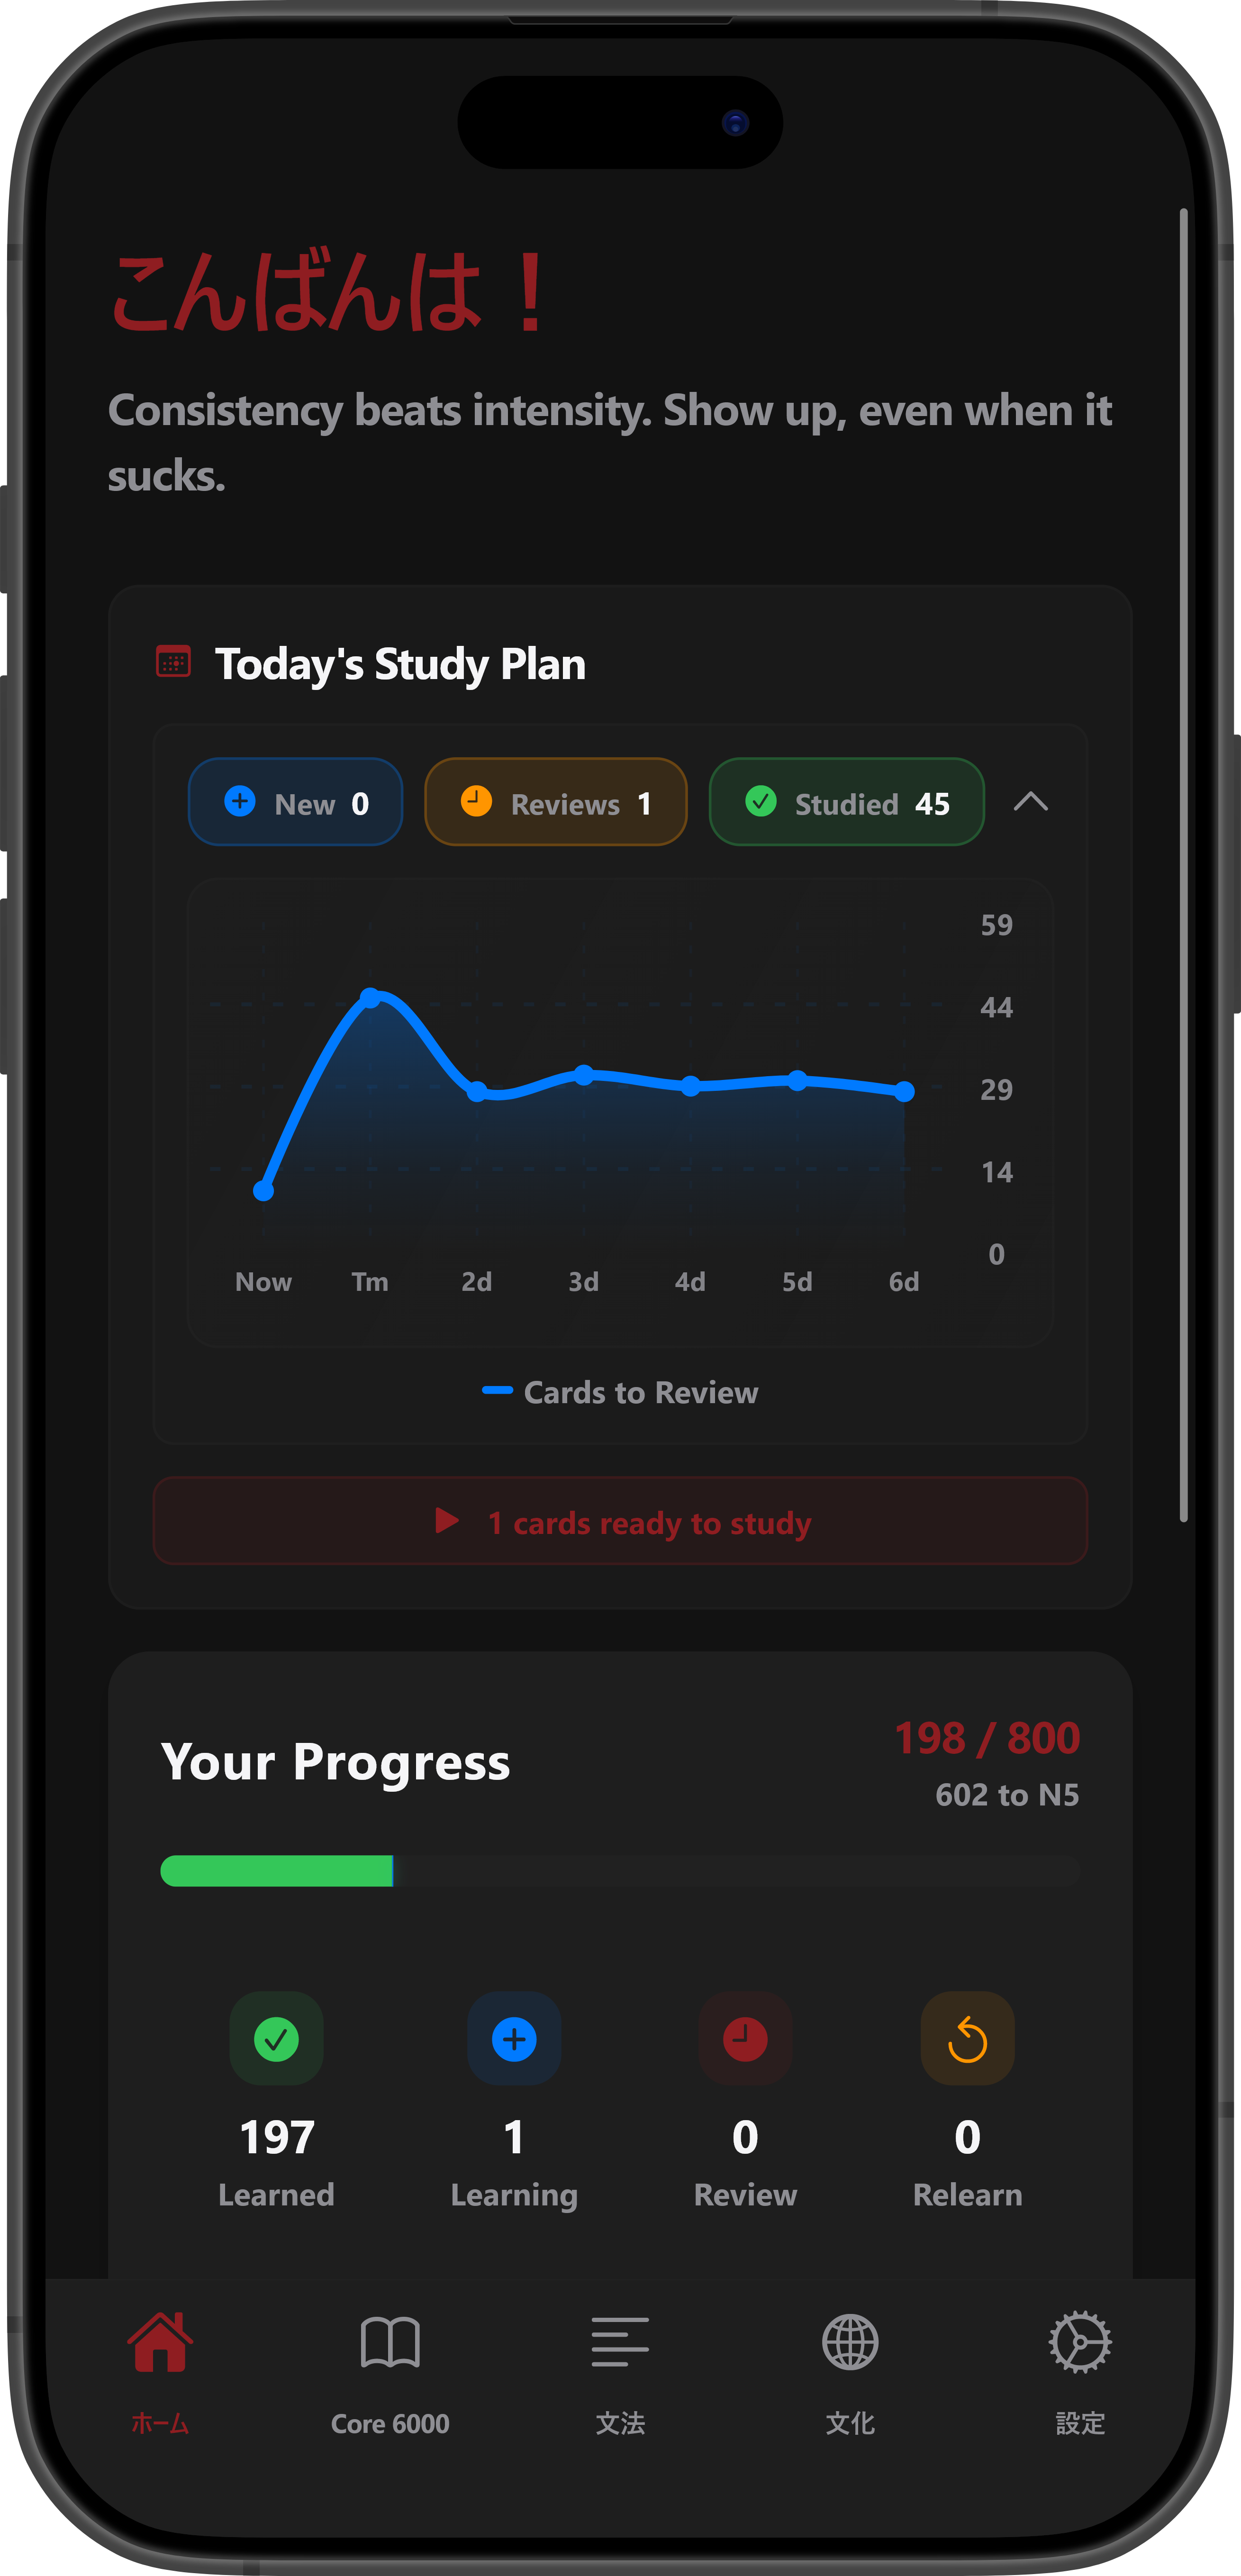 こんばんは！
Consistency beats intensity. Show up, even when it
sucks.
Today's Study Plan
New 0 Reviews 1 Studied 45
59
44
29
14
0
Now Tm 2d 3d 4d 5d 6d
Cards to Review
1 cards ready to study
Your Progress
198 / 800
602 to N5
197 1 0 0
Learned Learning Review Relearn
ホーム Core 6000 文法 文化 設定